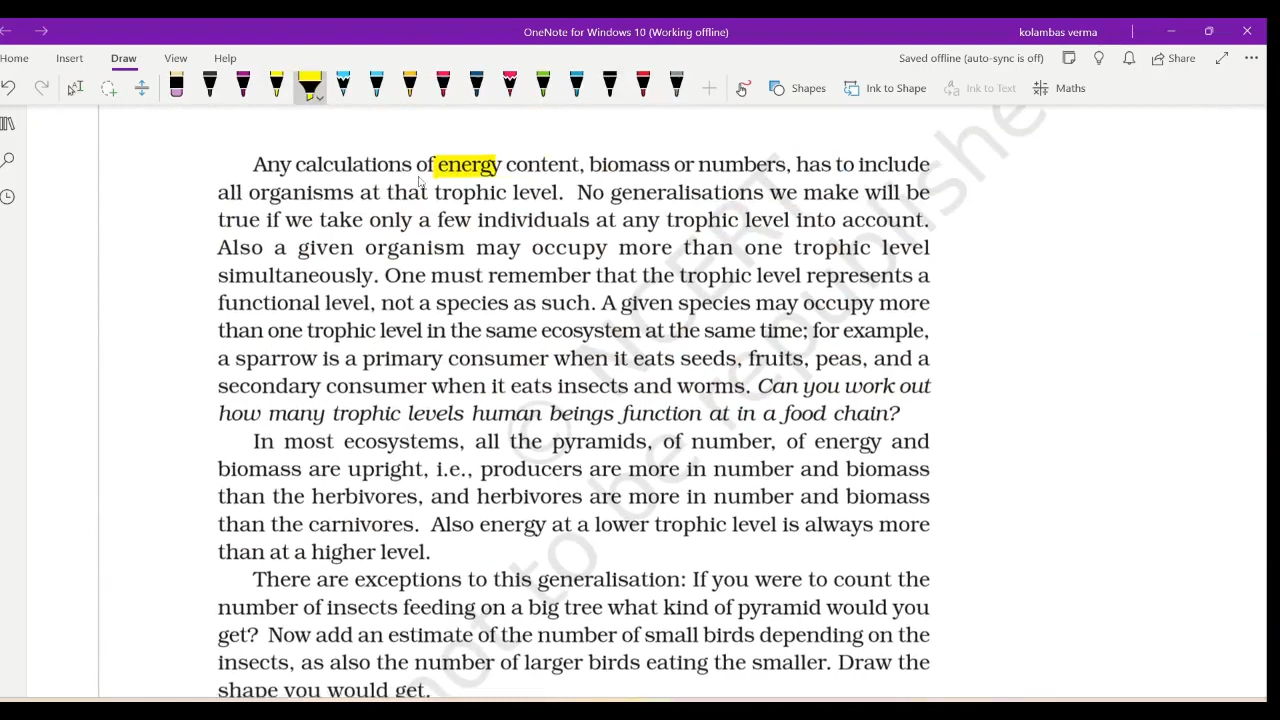 OneNote for Windows 10 (Working offline)
kolambas verma
Home Insert Draw View Help
Saved offline (auto-sync is off)
Share
Shapes
Ink to Shape
Ink to Text
Maths
Any calculations of energy content, biomass or numbers, has to include
all organisms at that trophic level. No generalisations we make will be
true if we take only a few individuals at any trophic level into account.
Also a given organism may occupy more than one trophic level
simultaneously. One must remember that the trophic level represents a
functional level, not a species as such. A given species may occupy more
than one trophic level in the same ecosystem at the same time; for example,
a sparrow is a primary consumer when it eats seeds, fruits, peas, and a
secondary consumer when it eats insects and worms. Can you work out
how many trophic levels human beings function at in a food chain?
In most ecosystems, all the pyramids, of number, of energy and
biomass are upright, i.e., producers are more in number and biomass
than the herbivores, and herbivores are more in number and biomass
than the carnivores. Also energy at a lower trophic level is always more
than at a higher level.
There are exceptions to this generalisation: If you were to count the
number of insects feeding on a big tree what kind of pyramid would you
get? Now add an estimate of the number of small birds depending on the
insects, as also the number of larger birds eating the smaller. Draw the
shape you would get.
© NCERT
not to be republishe